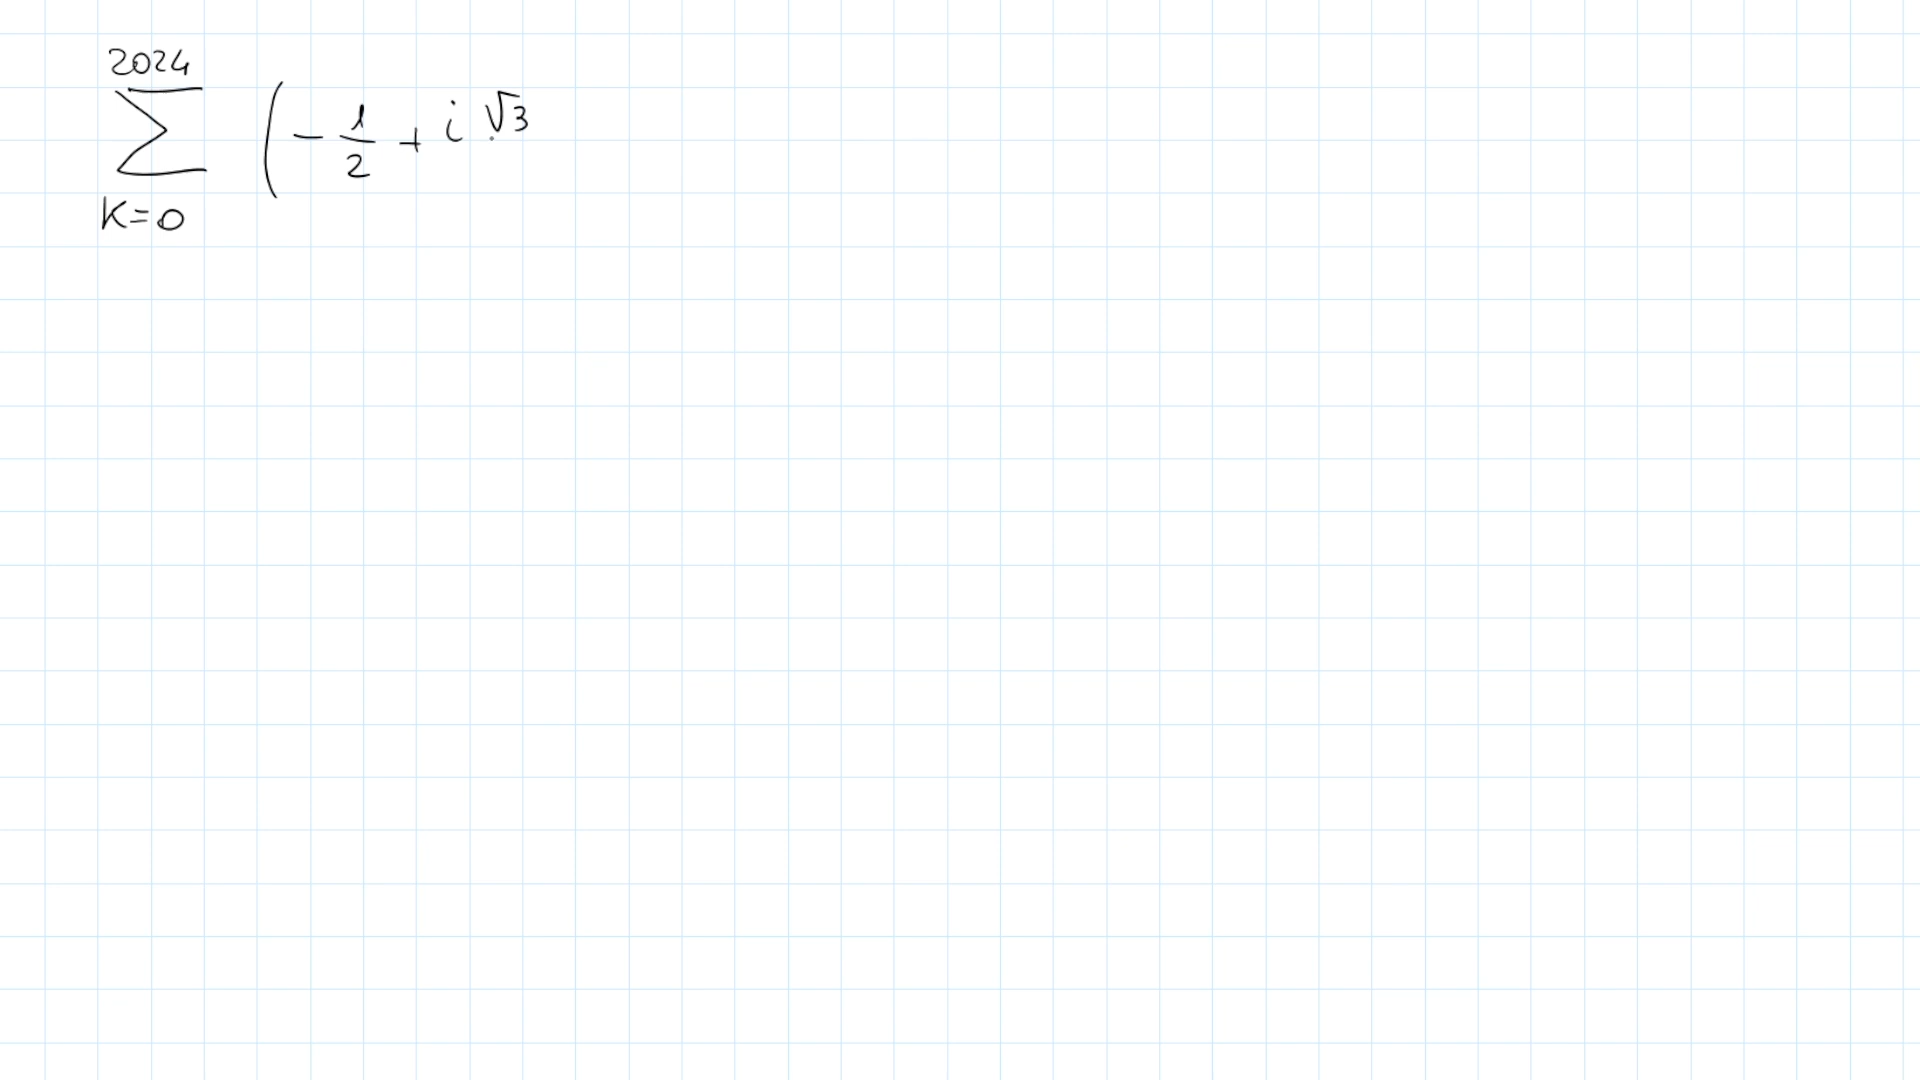 2024
∑ (-1/2 + i √3
K=0